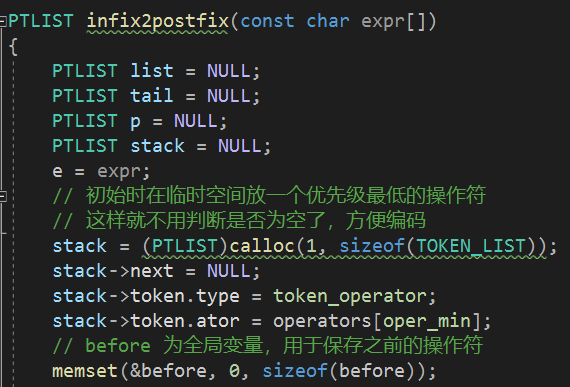 PTLIST infix2postfix(const char expr[])
{
PTLIST list = NULL;
PTLIST tail = NULL;
PTLIST p = NULL;
PTLIST stack = NULL;
e = expr;
// 初始时在临时空间放一个优先级最低的操作符
// 这样就不用判断是否为空了，方便编码
stack = (PTLIST)calloc(1, sizeof(TOKEN_LIST));
stack->next = NULL;
stack->token.type = token_operator;
stack->token.ator = operators[oper_min];
// before 为全局变量，用于保存之前的操作符
memset(&before, 0, sizeof(before));